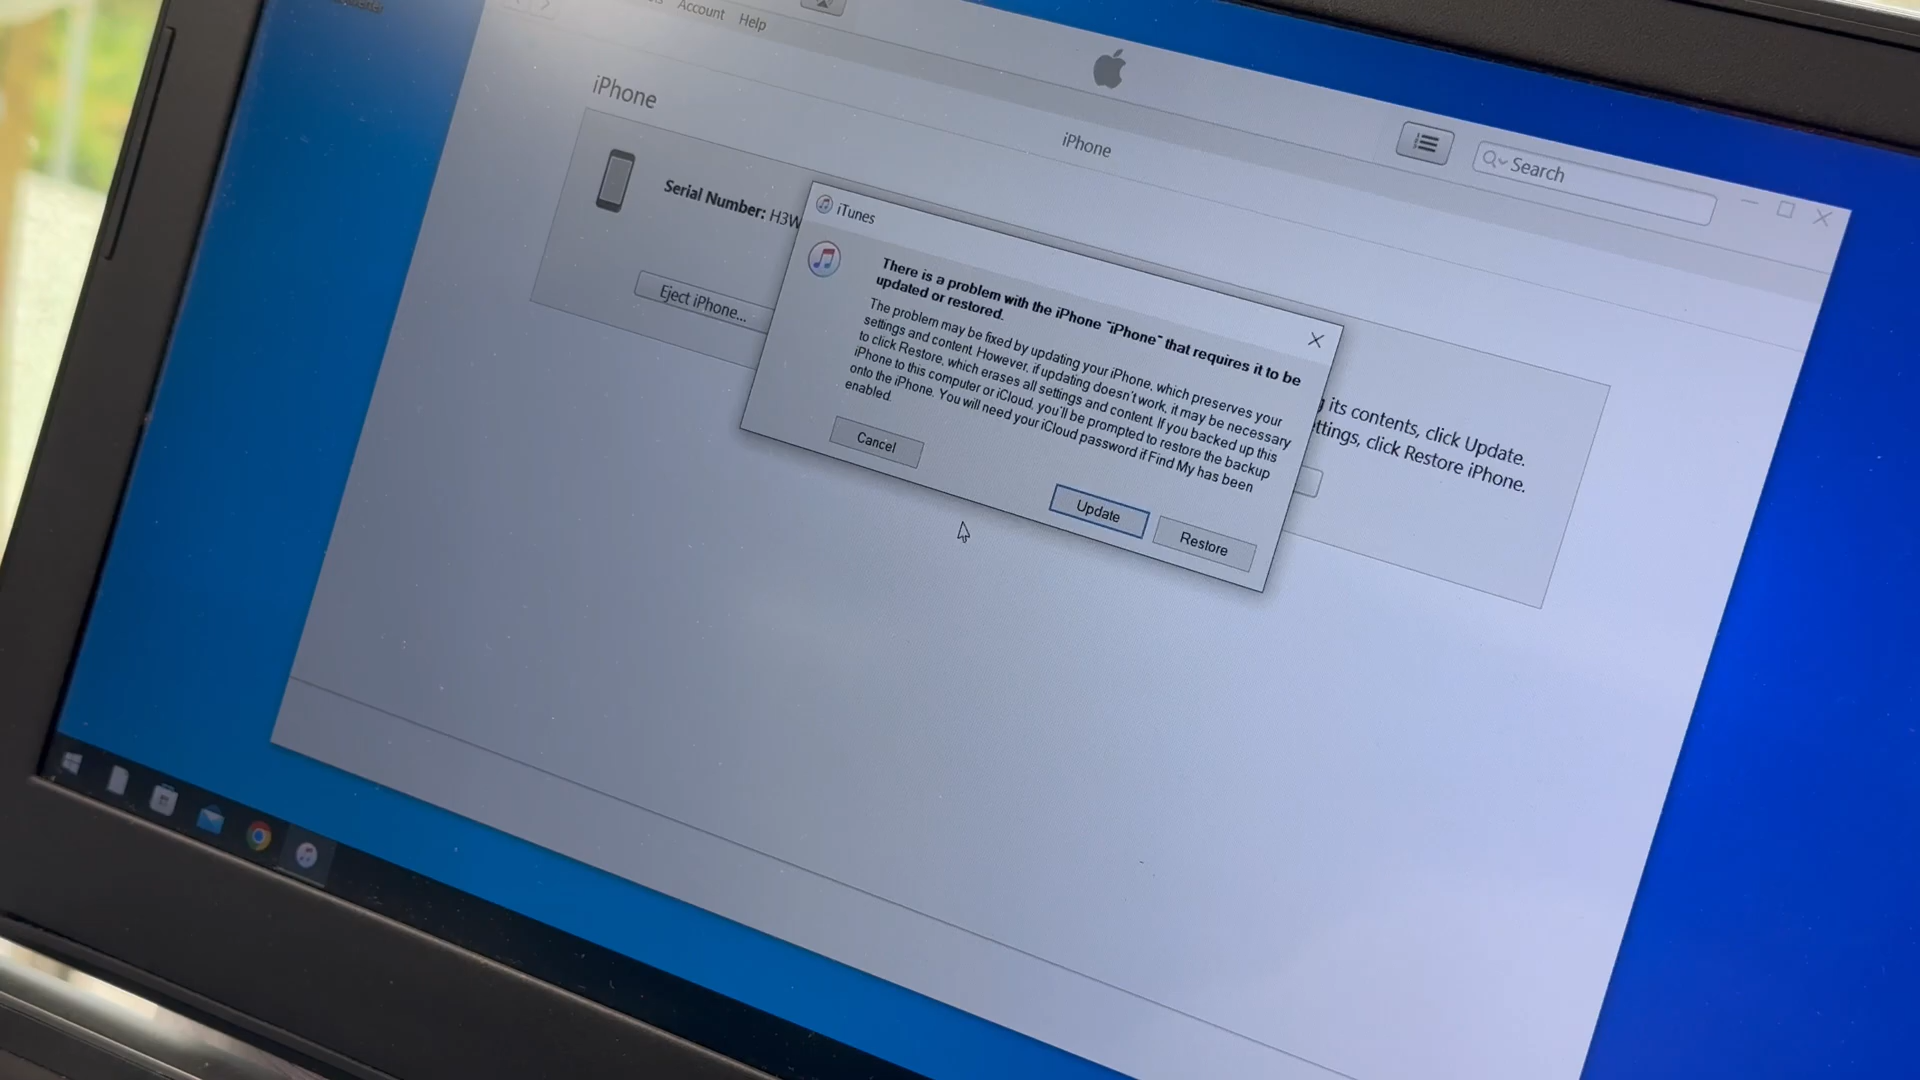 Account Help
iPhone
iPhone
Search
Serial Number: H3W
Eject iPhone...
iTunes
There is a problem with the iPhone "iPhone" that requires it to be
updated or restored.
The problem may be fixed by updating your iPhone, which preserves your
settings and content. However, if updating doesn't work, it may be necessary
to click Restore, which erases all settings and content. If you backed up this
iPhone to this computer or iCloud, you'll be prompted to restore the backup
onto the iPhone. You will need your iCloud password if Find My has been
enabled.
Cancel
Update
Restore
its contents, click Update.
ttings, click Restore iPhone.